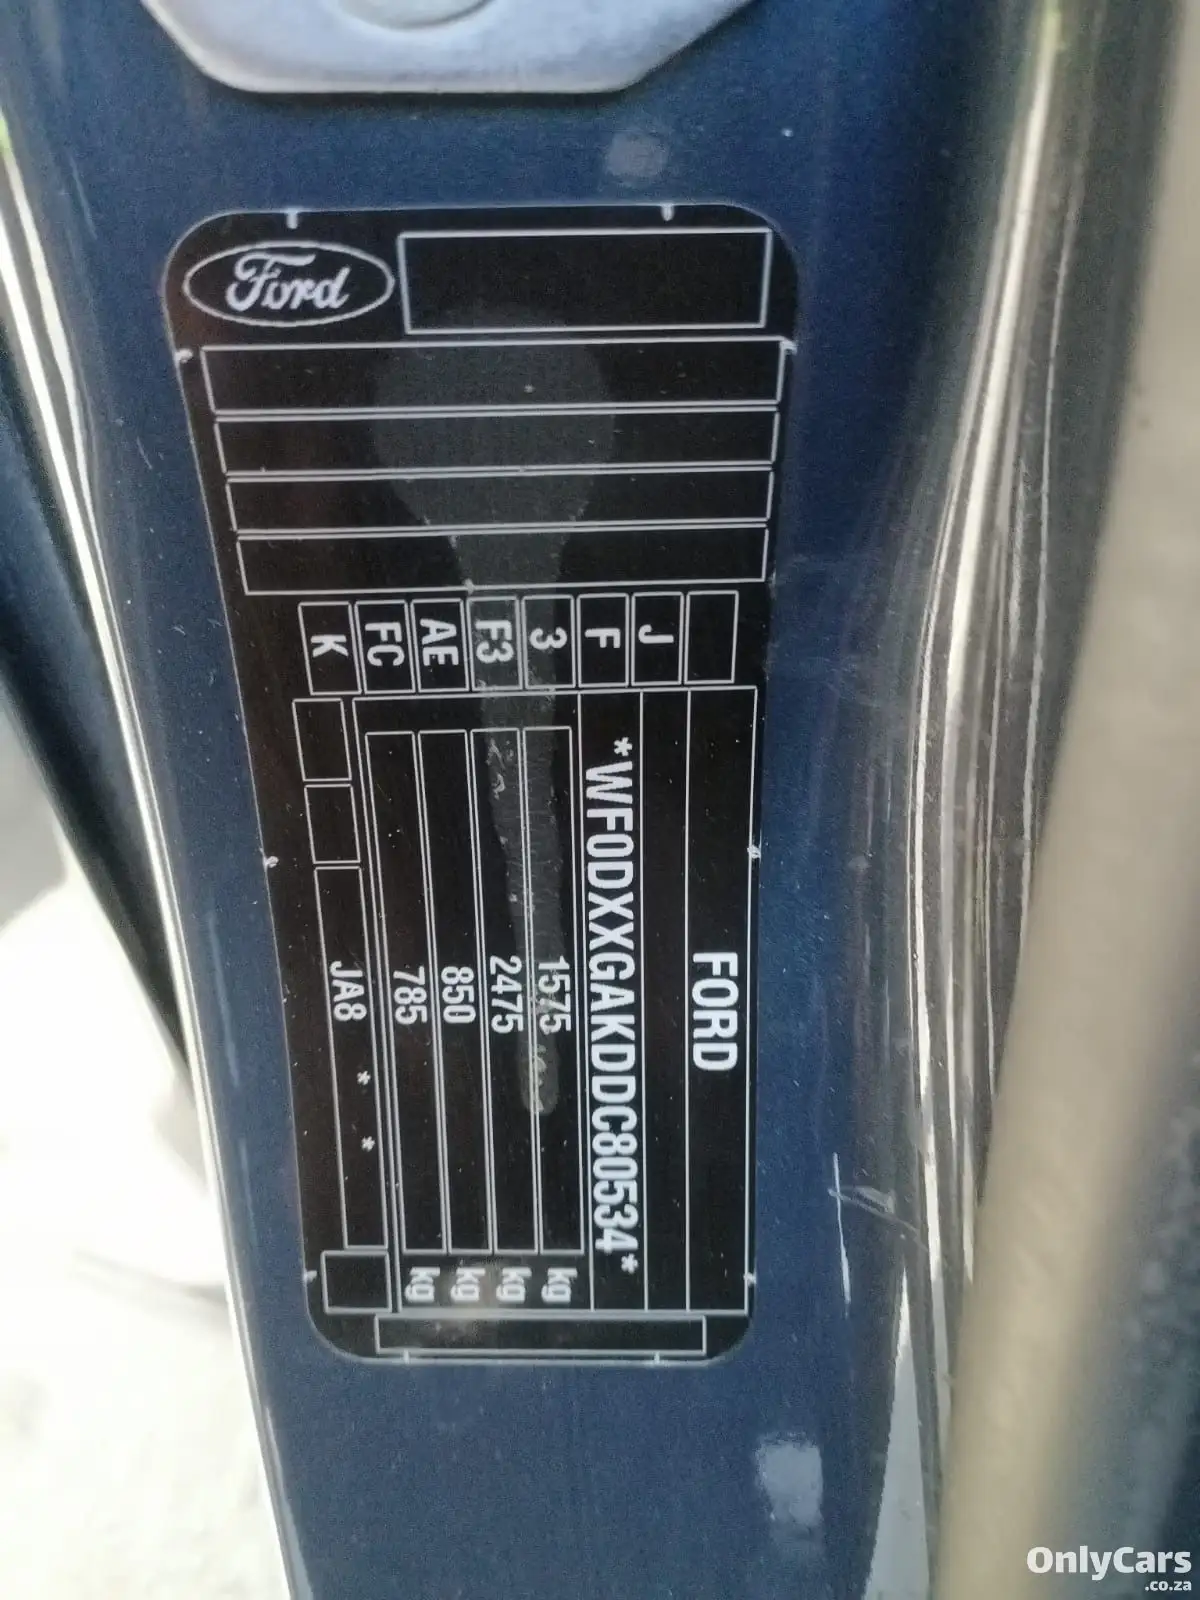 Ford
J
F
3
F3
AE
FC
K
FORD
*WF0DXXGAKDDC80534*
1575 kg
2475 kg
850 kg
785 kg
JA8 * *
OnlyCars
.co.za